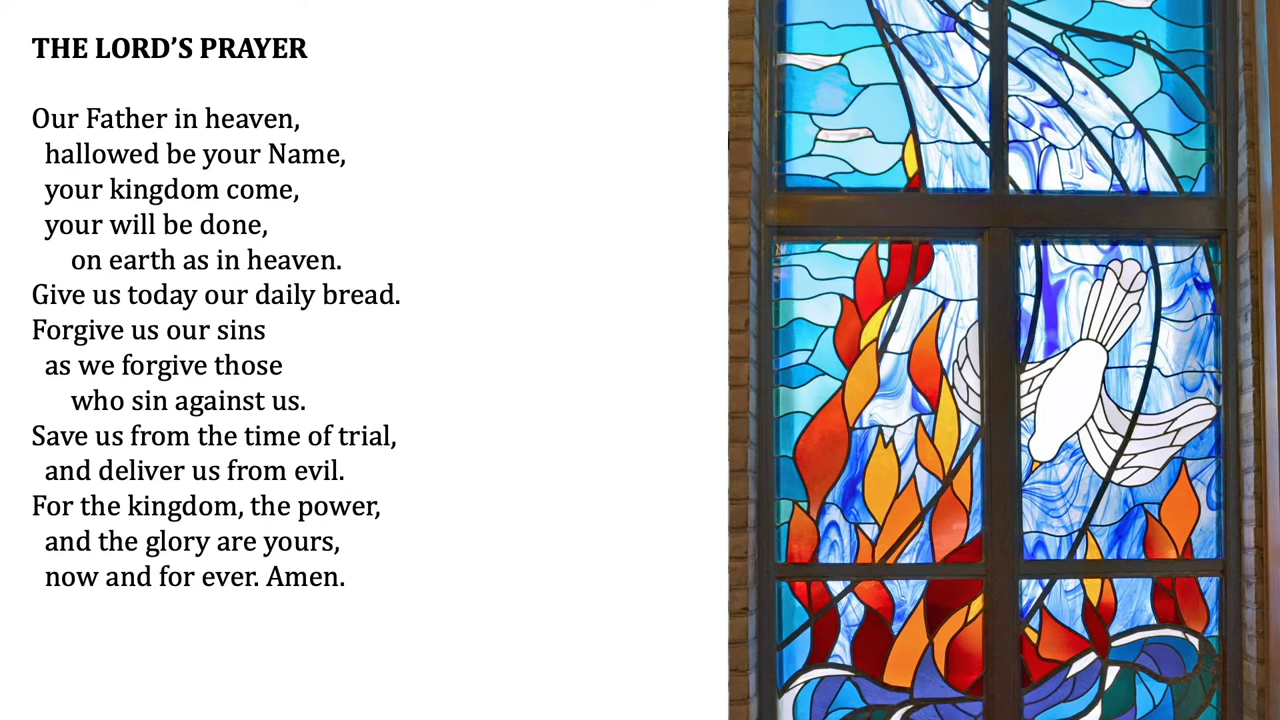 THE LORD’S PRAYER
Our Father in heaven,
hallowed be your Name,
your kingdom come,
your will be done,
on earth as in heaven.
Give us today our daily bread.
Forgive us our sins
as we forgive those
who sin against us.
Save us from the time of trial,
and deliver us from evil.
For the kingdom, the power,
and the glory are yours,
now and for ever. Amen.